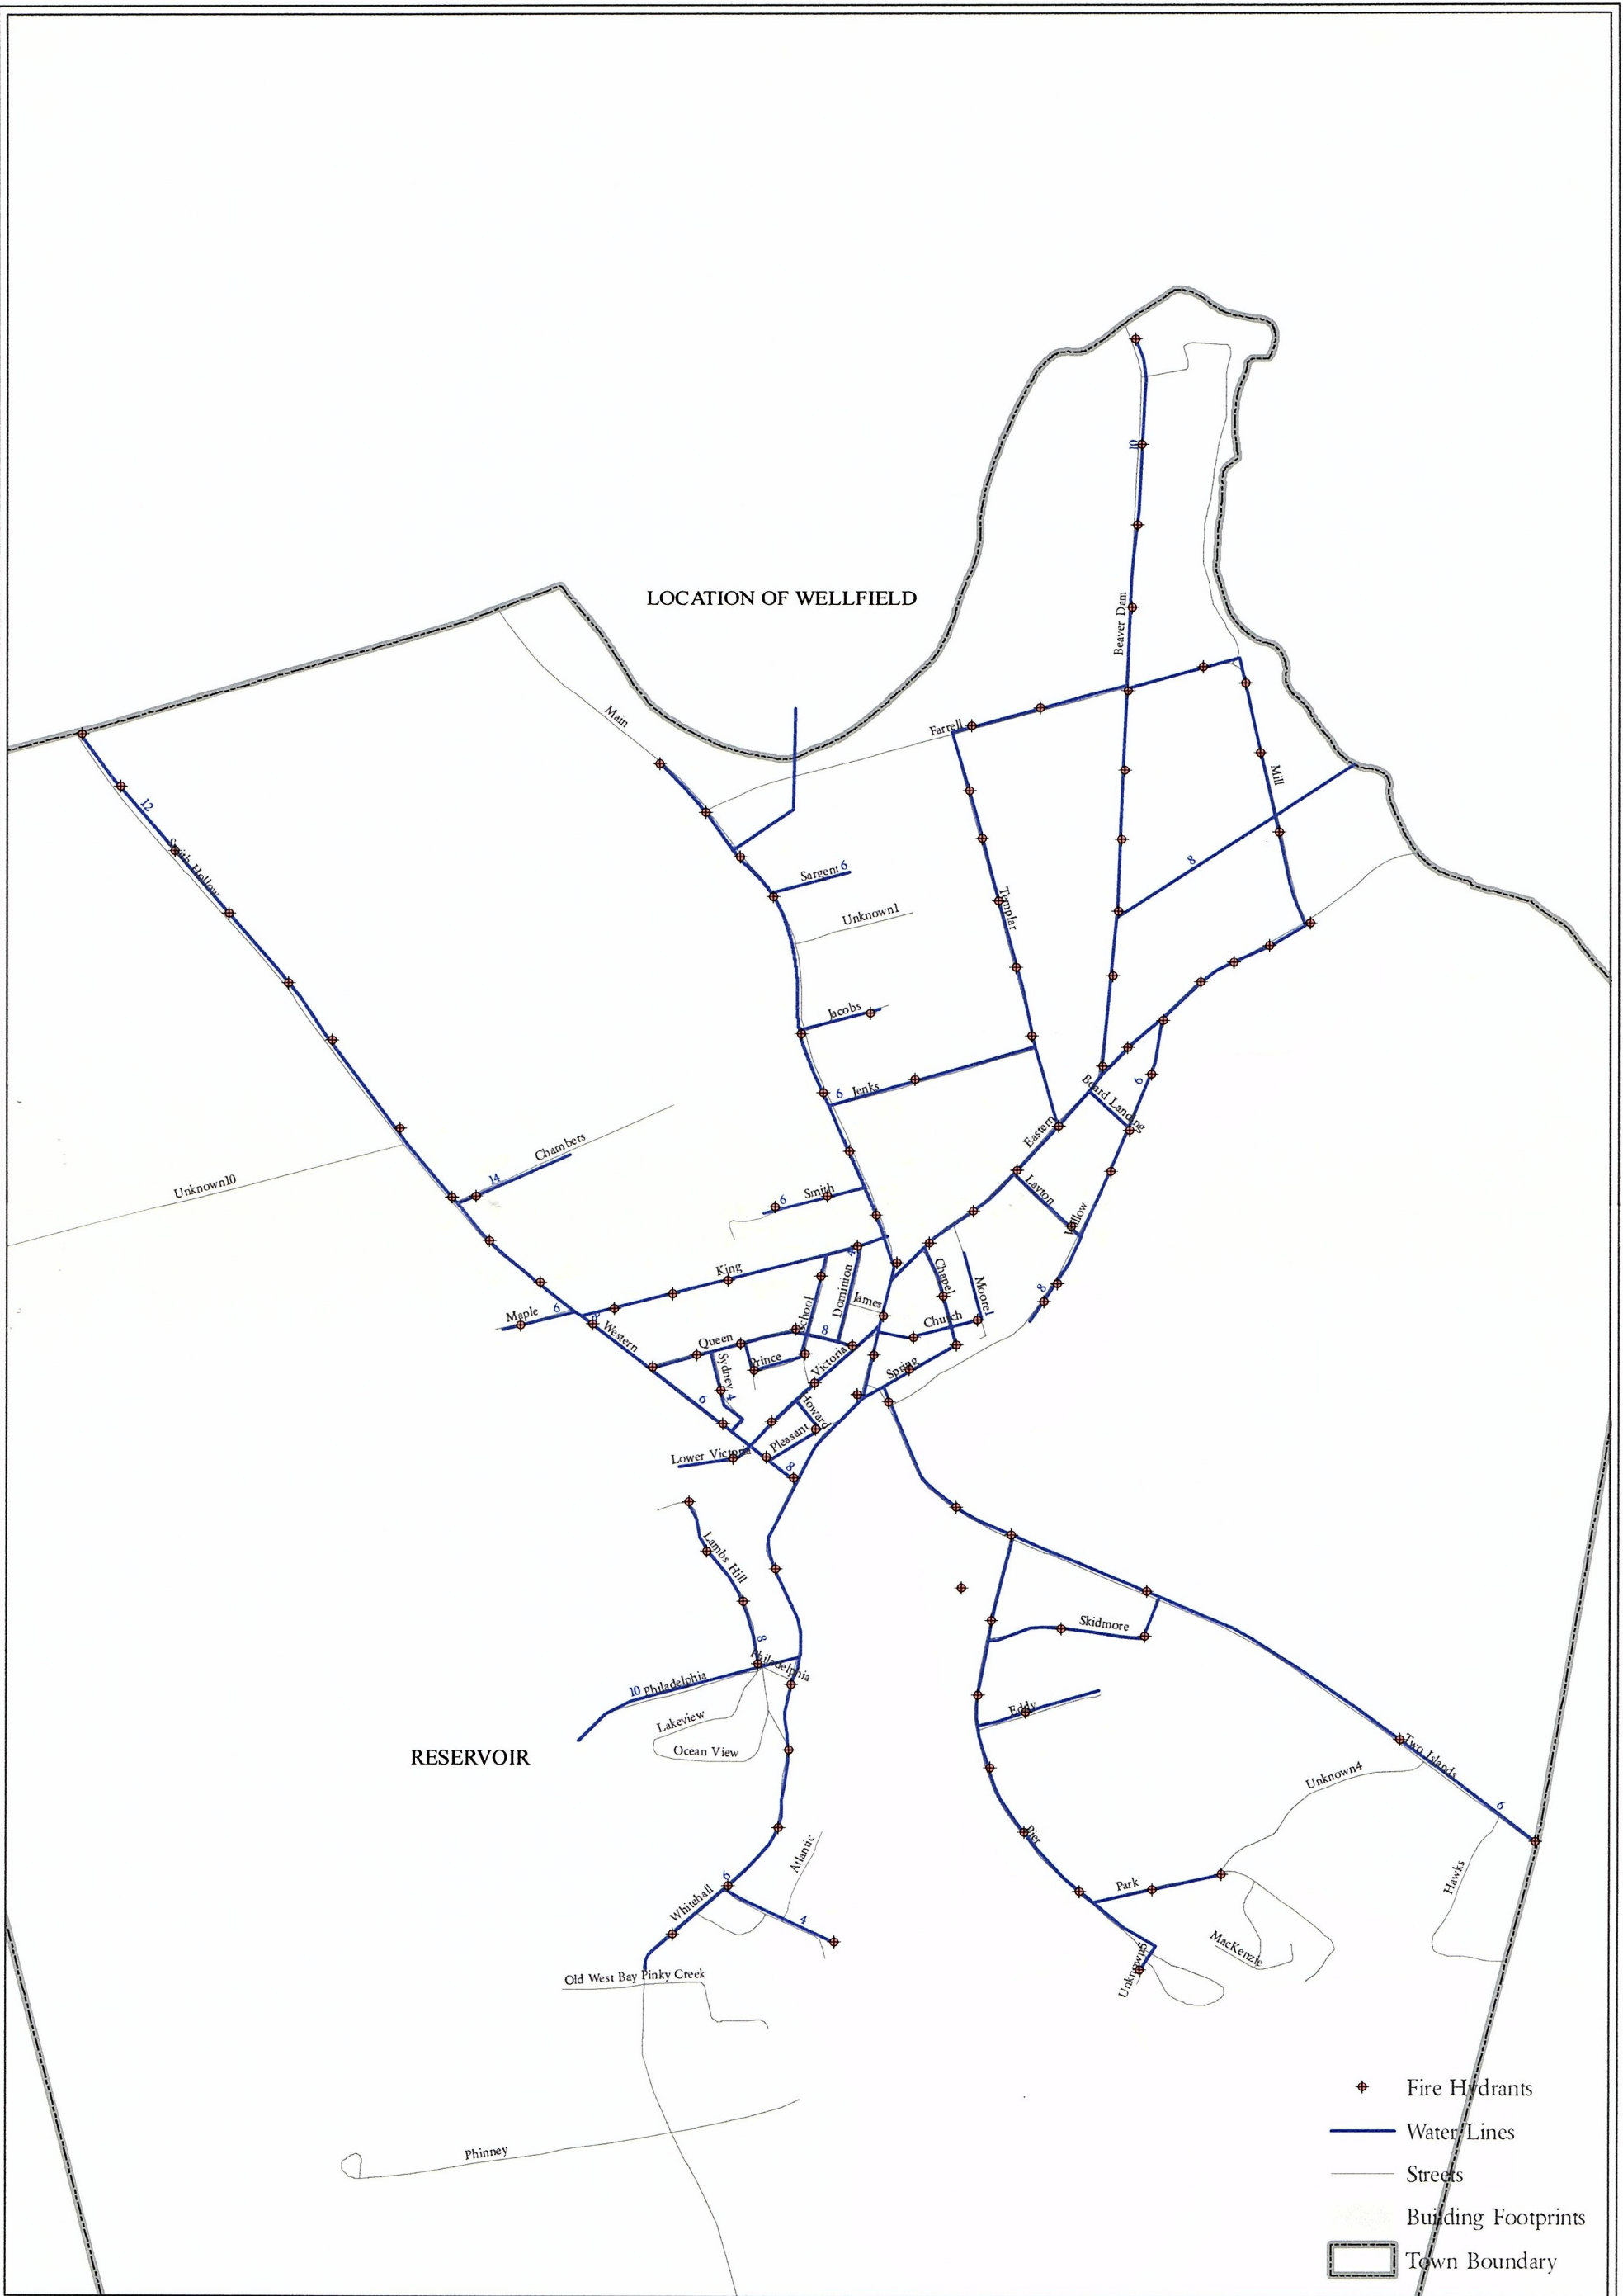 10
LOCATION OF WELLFIELD
Beaver Dam
Main
Farrell
Mill
12
Smith Hollow
8
Sargent 6
Templar
Unknown1
Jacobs
6 Jenks
6
Board Landing
Eastern
Chambers
14
Unknown10
6 Smith
Layton
Willow
4
King
Dominion
Chapel
Moore1
8
Maple 6
8
School
James
Church
Western
Queen
8
Prince
Victoria
Sydney
4
6
Spring
Howard
Pleasant
Lower Victoria
8
Lambs Hill
8
Philadelphia
10 Philadelphia
Skidmore
Lakeview
Ocean View
Eddy
RESERVOIR
Two Islands
Unknown4
6
Pier
Atlantic
6
Whitehall
4
Park
Hawks
MacKenzie
Unknown5
Old West Bay Pinky Creek
Phinney
Fire Hydrants
Water Lines
Streets
Building Footprints
Town Boundary